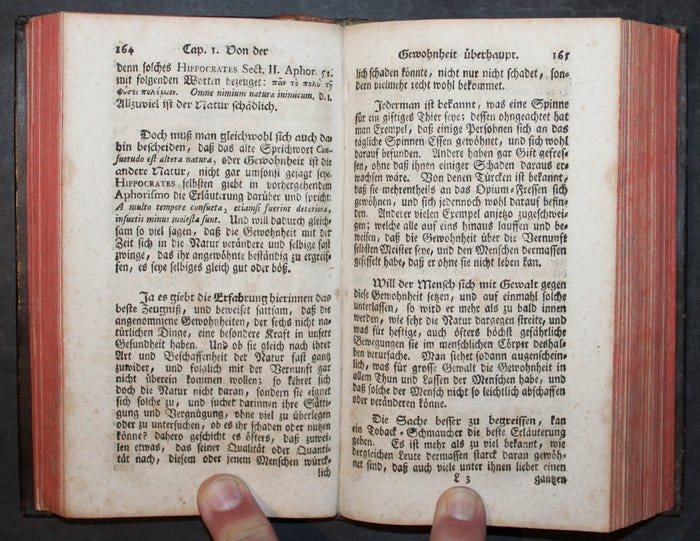 164 Cap. 1. Von der
denn solches HIPPOCRATES Sect. II. Aphor. 51.
mit folgenden Worten bezeuget: πᾶν τὸ πολὺ τῇ
φύσει πολέμιον. Omne nimium naturæ inimicum, d. i.
Allzuviel ist der Natur schädlich.
Doch muß man gleichwohl sich auch da-
hin bescheiden, daß das alte Sprichwort Con-
suetudo est altera natura, oder Gewohnheit ist die
andere Natur, nicht gar umsonst gesagt seye.
HIPPOCRATES selbsten giebt in vorhergehendem
Aphorismo die Erläuterung darüber und spricht:
A multo tempore consueta, etiamsi fuerint deteriora,
insuetis minus molesta sunt. Und will dadurch gleich-
sam so viel sagen, daß die Gewohnheit mit der
Zeit sich in die Natur verändere und selbige fast
zwinge, das ihr angewöhnte beständig zu ergreif-
fen, es seye selbiges gleich gut oder böß.
Ja es giebt die Erfahrung hierinnen das
beste Zeugniß, und beweiset sattsam, daß die
angenommene Gewohnheiten, der sechs nicht na-
türlichen Dinge, eine besondere Kraft in unsere
Gesundheit haben. Und ob sie gleich nach ihrer
Art und Beschaffenheit der Natur fast gantz
zuwider, und folglich mit der Vernunft gar
nicht überein kommen wollen; so kehret sich
doch die Natur nicht daran, sondern sie eignet
sich solche zu, und suchet darinnen ihre Sätti-
gung und Vergnügung, ohne viel zu überlegen
oder zu untersuchen, ob es ihr schaden oder nutzen
könne? dahero geschicht es öfters, daß zuwei-
len etwas, das seiner Qualität oder Quanti-
tät nach, diesem oder jenem Menschen würck-
lich
Gewohnheit überhaupt. 165
lich schaden könnte, nicht nur nicht schadet, son-
dern vielmehr recht wohl bekommet.
Jederman ist bekannt, was eine Spinne
für ein giftiges Thier seye; dessen ohngeachtet hat
man Exempel, daß einige Persohnen sich an das
tägliche Spinnen-Essen gewöhnet, und sich wohl
darauf befunden. Andere haben gar Gift gefres-
sen, ohne daß ihnen einiger Schaden daraus er-
wachsen wäre. Von denen Türcken ist bekannt,
daß sie mehrentheils an das Opium-Fressen sich
gewöhnen, und sich jedennoch wohl darauf befin-
den. Anderer vielen Exempel anjetzo zugeschwei-
gen; welche alle auf eins hinaus lauffen und be-
weisen, daß die Gewohnheit über die Vernunft
selbsten Meister seye, und den Menschen dermassen
gefesselt habe, daß er ohne sie nicht leben kan.
Will der Mensch sich mit Gewalt gegen
diese Gewohnheit setzen, und auf einmahl solche
unterlassen, so wird er mehr als zu bald innen
werden, wie sehr die Natur dargegen streite, und
was für heftige, auch öfters höchst gefährliche
Bewegungen sie im menschlichen Cörper deshal-
ben verursache. Man siehet sodann augenschein-
lich, was für grosse Gewalt die Gewohnheit in
allem Thun und Lassen der Menschen habe, und
daß solche der Mensch nicht so leichtlich abschaffen
oder verändern könne.
Die Sache besser zu begreiffen, kan
ein Toback-Schmaucher die beste Erläuterung
geben. Es ist mehr als zu viel bekannt, wie
dergleichen Leute dermassen starck daran gewöh-
net sind, daß auch viele unter ihnen lieber einen
L 3 gantzen